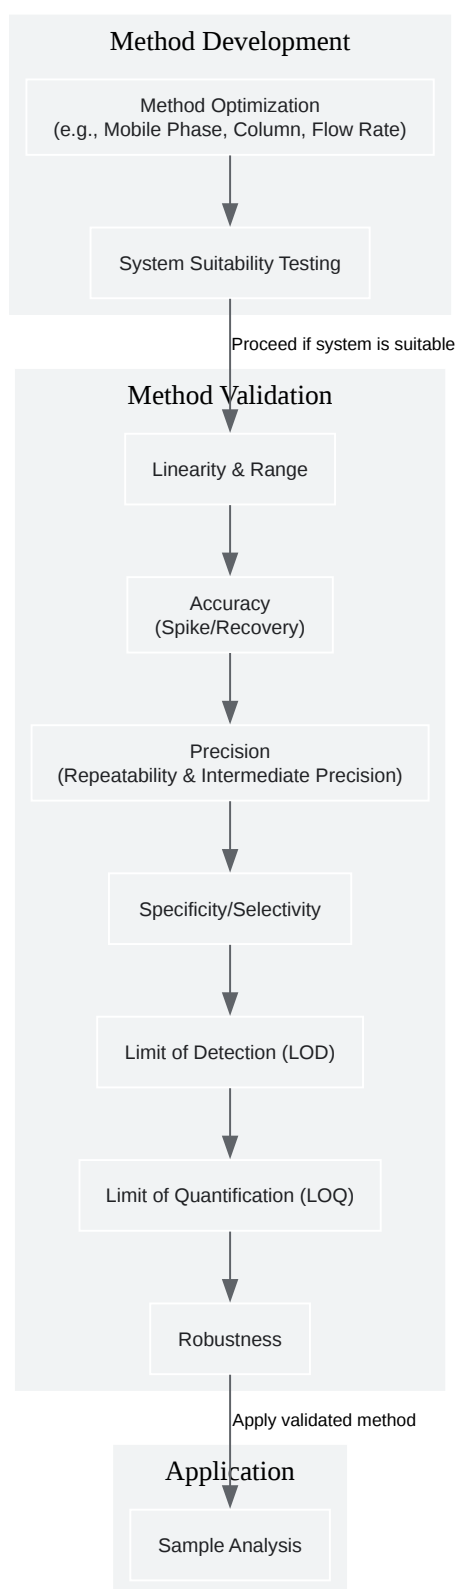 Method Development
Method Optimization
(e.g., Mobile Phase, Column, Flow Rate)
System Suitability Testing
Proceed if system is suitable
Method Validation
Linearity & Range
Accuracy
(Spike/Recovery)
Precision
(Repeatability & Intermediate Precision)
Specificity/Selectivity
Limit of Detection (LOD)
Limit of Quantification (LOQ)
Robustness
Apply validated method
Application
Sample Analysis